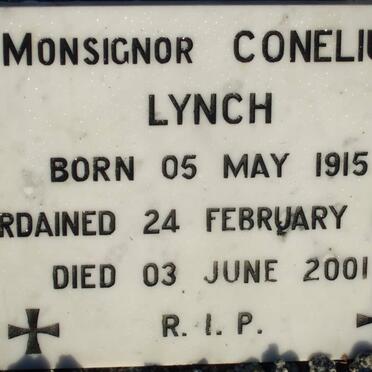 MONSIGNOR CONELIU
LYNCH
BORN 05 MAY 1915
RDAINED 24 FEBRUARY
DIED 03 JUNE 2001
R. I. P.